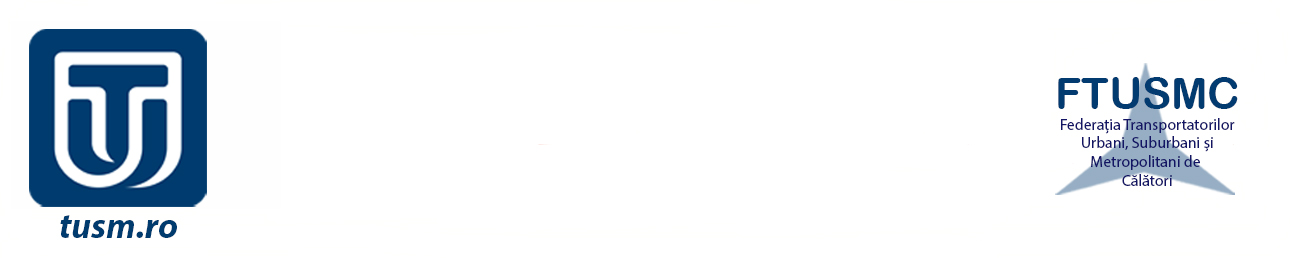 tusm.ro
FTUSMC
Federația Transportatorilor
Urbani, Suburbani și
Metropolitani de
Călători